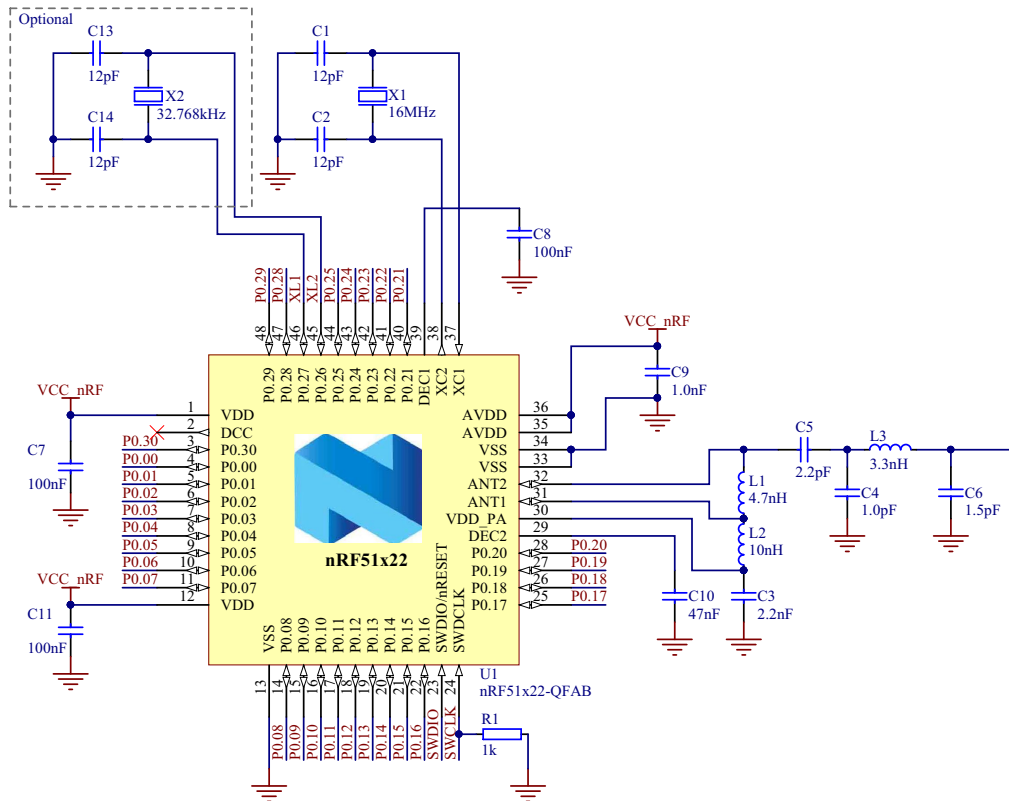 Optional
C13
12pF
X2
32.768kHz
C14
12pF
C1
12pF
X1
16MHz
C2
12pF
C8
100nF
P0.29
P0.28
XL1
XL2
P0.25
P0.24
P0.23
P0.22
P0.21
48
47
46
45
44
43
42
41
40
39
38
37
P0.29
P0.28
P0.27
P0.26
P0.25
P0.24
P0.23
P0.22
P0.21
DEC1
XC2
XC1
VCC_nRF
C9
1.0nF
VCC_nRF
C7
100nF
1 VDD
2 DCC
P0.30 3 P0.30
P0.00 4 P0.00
P0.01 5 P0.01
P0.02 6 P0.02
P0.03 7 P0.03
P0.04 8 P0.04
P0.05 9 P0.05
P0.06 10 P0.06
P0.07 11 P0.07
12 VDD
VCC_nRF
C11
100nF
nRF51x22
AVDD 36
AVDD 35
VSS 34
VSS 33
ANT2 32
ANT1 31
VDD_PA 30
DEC2 29
P0.20 28 P0.20
P0.19 27 P0.19
P0.18 26 P0.18
P0.17 25 P0.17
C5
2.2pF
L3
3.3nH
L1
4.7nH
C4
1.0pF
C6
1.5pF
L2
10nH
C10
47nF
C3
2.2nF
VSS
P0.08
P0.09
P0.10
P0.11
P0.12
P0.13
P0.14
P0.15
P0.16
SWDIO/nRESET
SWDCLK
13
14
15
16
17
18
19
20
21
22
23
24
P0.08
P0.09
P0.10
P0.11
P0.12
P0.13
P0.14
P0.15
P0.16
SWDIO
SWCLK
U1
nRF51x22-QFAB
R1
1k